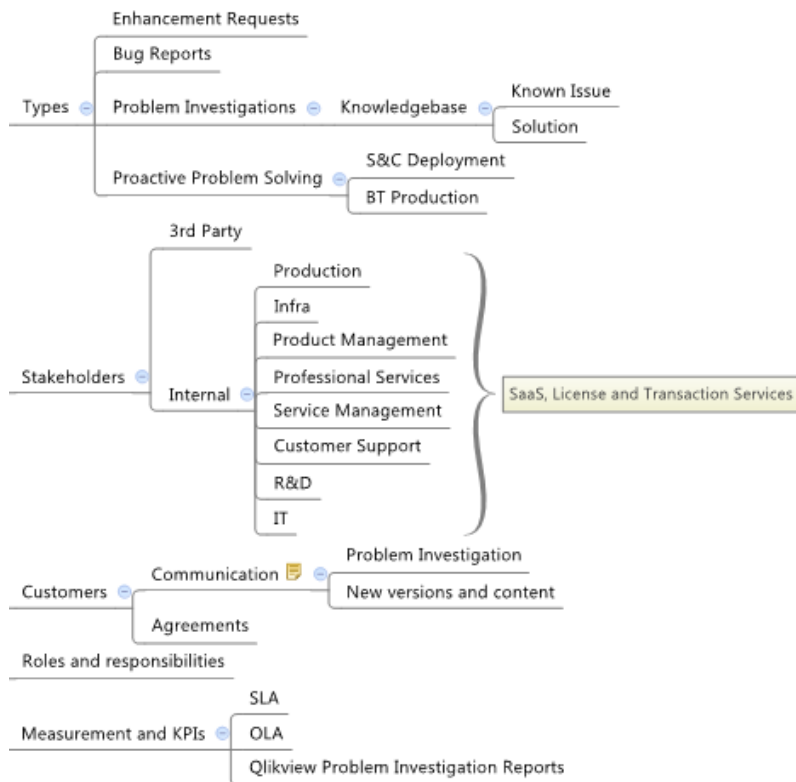 Enhancement Requests
Bug Reports
Types
Problem Investigations
Knowledgebase
Known Issue
Solution
Proactive Problem Solving
S&C Deployment
BT Production
3rd Party
Stakeholders
Internal
Production
Infra
Product Management
Professional Services
Service Management
Customer Support
R&D
IT
SaaS, License and Transaction Services
Customers
Communication
Problem Investigation
New versions and content
Agreements
Roles and responsibilities
Measurement and KPIs
SLA
OLA
Qlikview Problem Investigation Reports